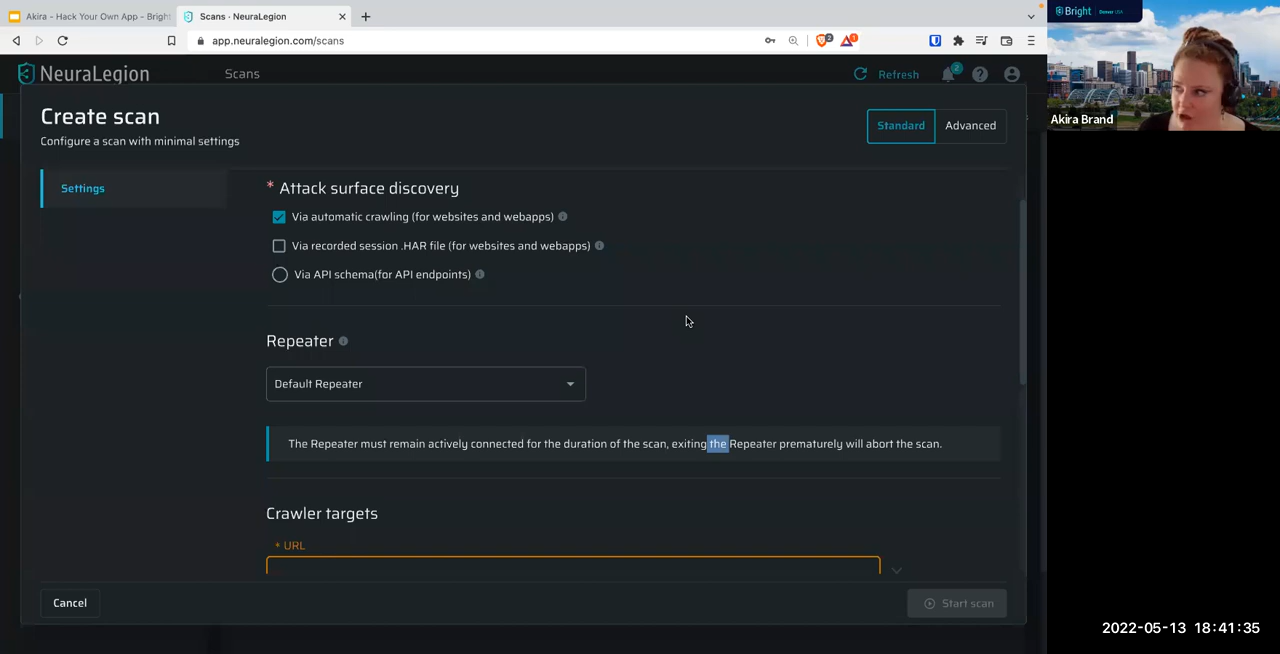 Akira - Hack Your Own App - Bright
Scans · NeuraLegion
app.neuralegion.com/scans
2
1
NeuraLegion
Scans
Refresh
2
Create scan
Configure a scan with minimal settings
Standard
Advanced
Settings
* Attack surface discovery
Via automatic crawling (for websites and webapps)
Via recorded session .HAR file (for websites and webapps)
Via API schema(for API endpoints)
Repeater
Default Repeater
The Repeater must remain actively connected for the duration of the scan, exiting the Repeater prematurely will abort the scan.
Crawler targets
* URL
Cancel
Start scan
Bright
Akira Brand
2022-05-13 18:41:35